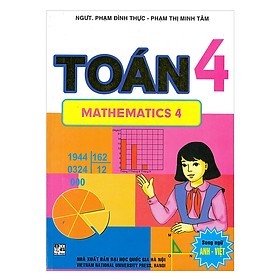 NGƯT. PHẠM ĐÌNH THỰC - PHẠM THỊ MINH TÂM
TOÁN 4
MATHEMATICS 4
1944 162
0324 12
000
Song ngữ
ANH - VIỆT
NHÀ XUẤT BẢN ĐẠI HỌC QUỐC GIA HÀ NỘI
VIETNAM NATIONAL UNIVERSITY PRESS, HANOI